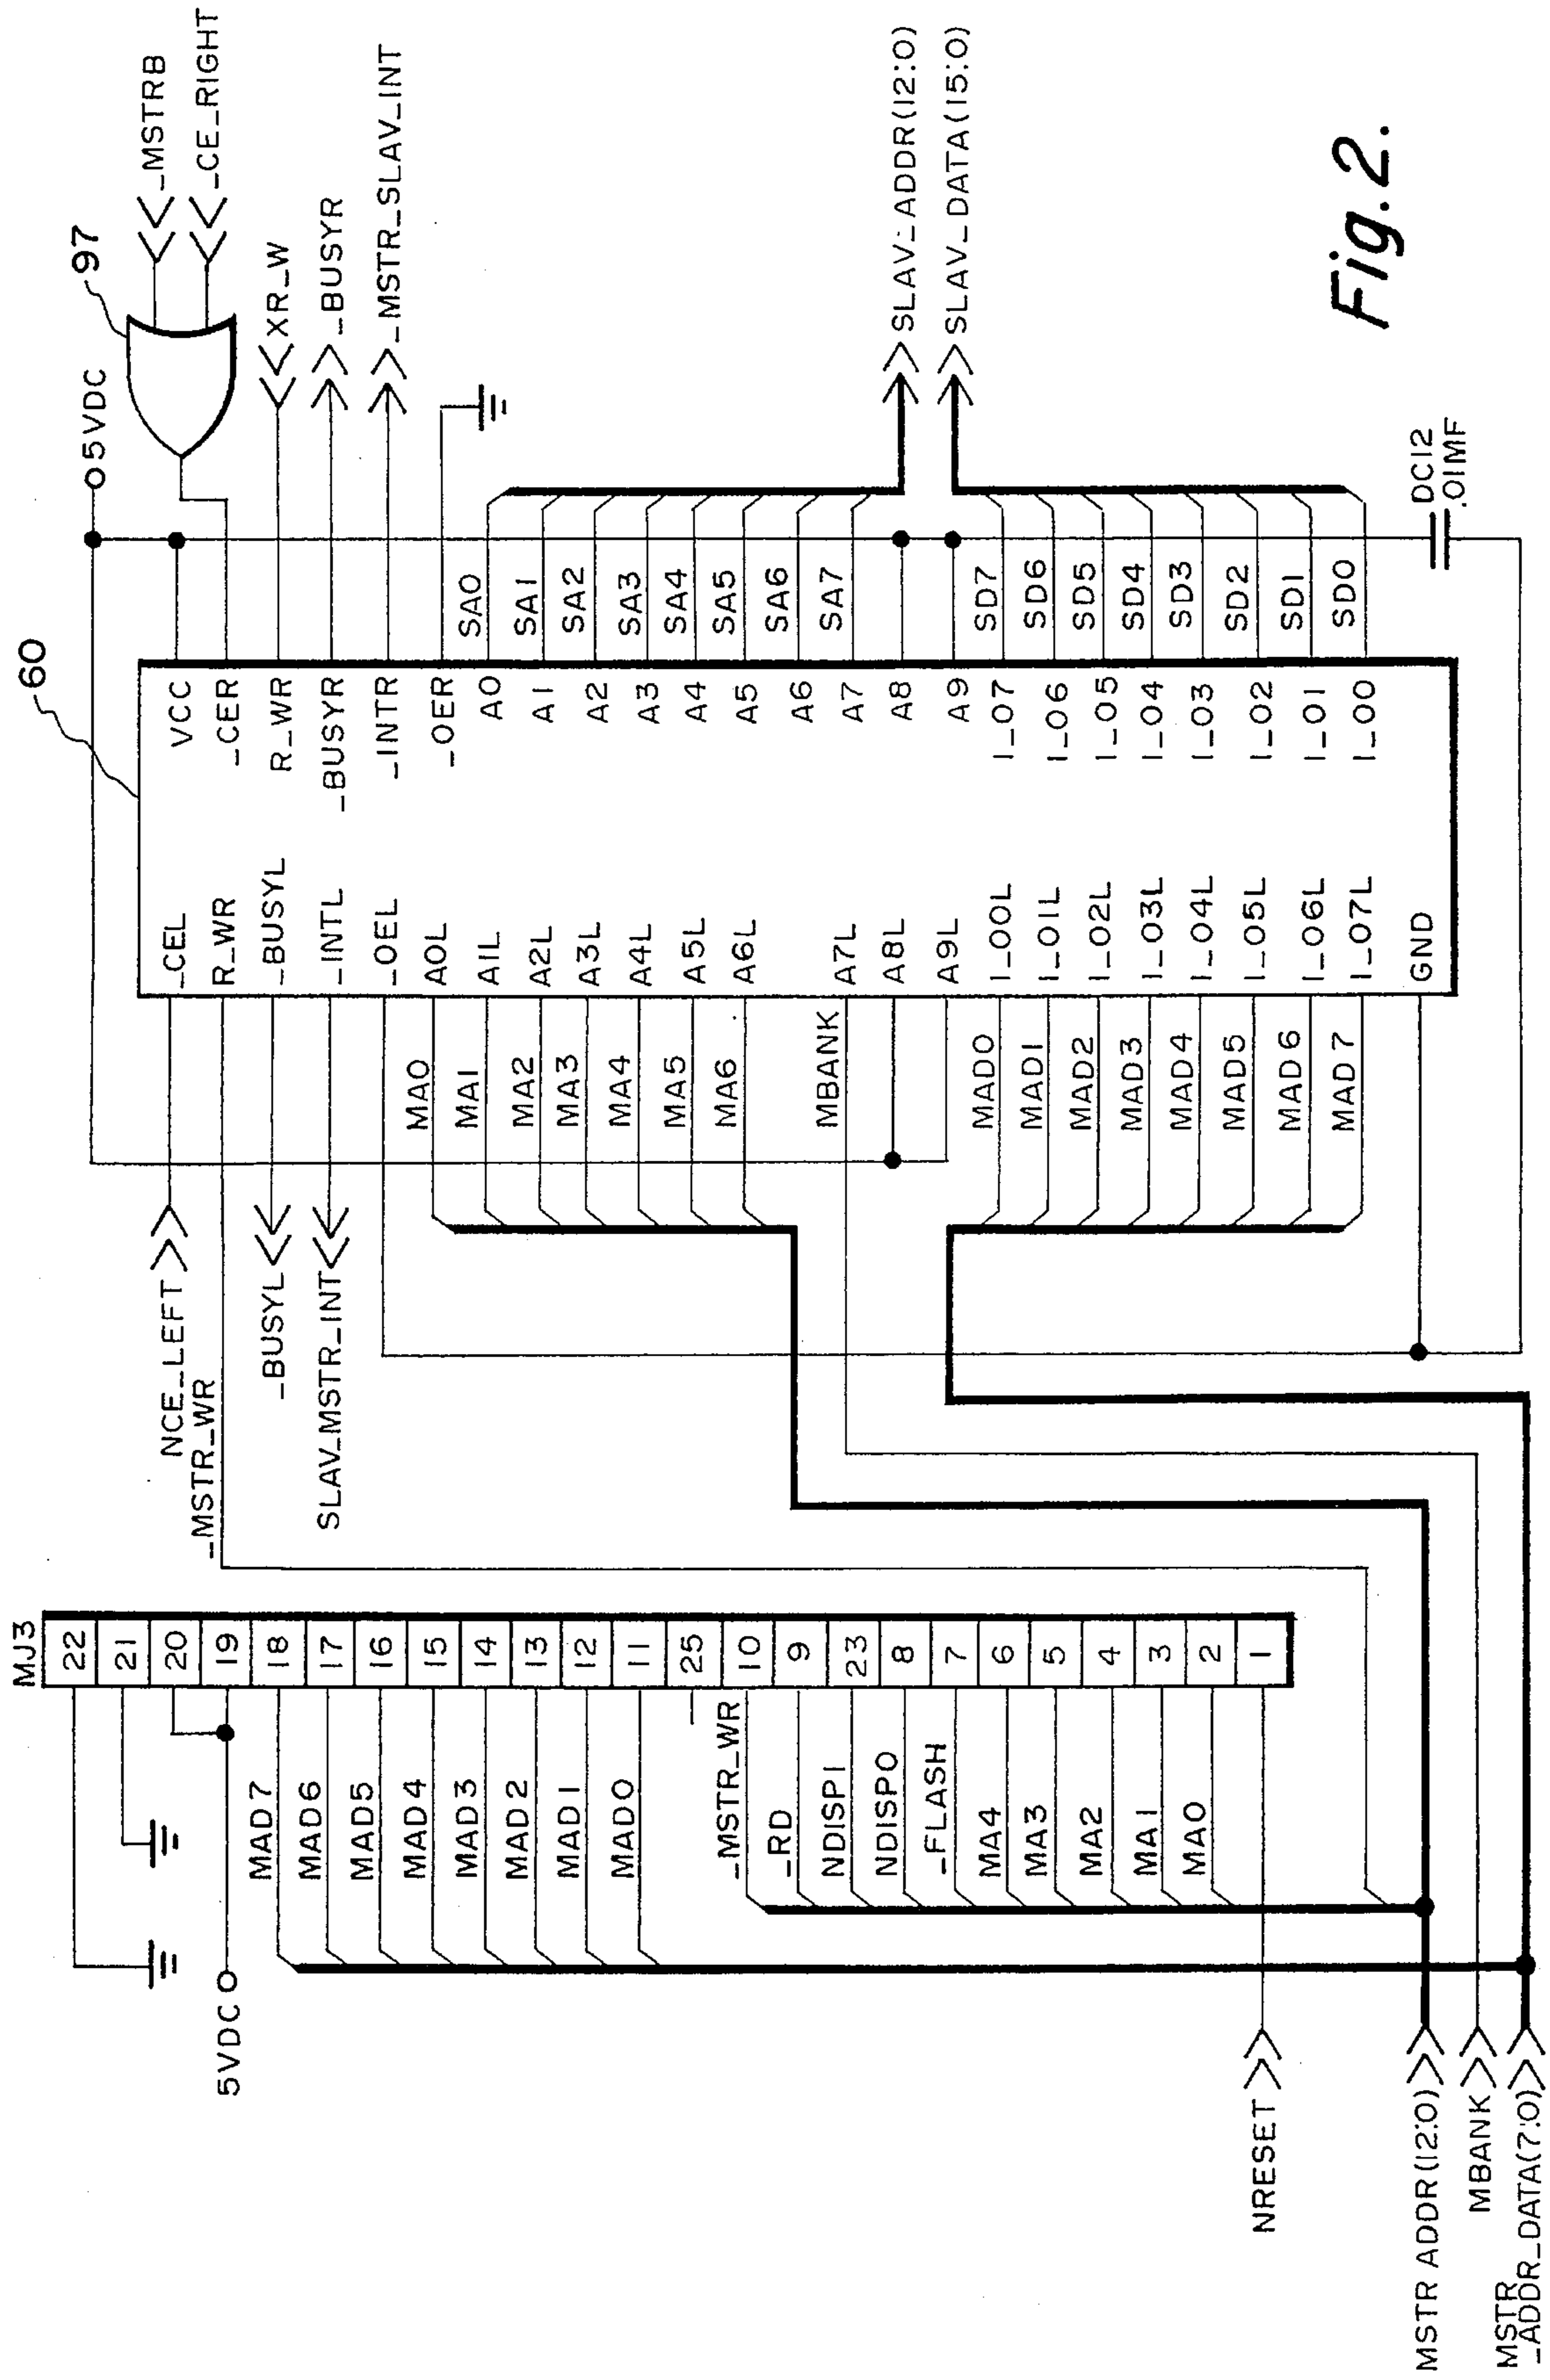 MJ3
22
21
20
19
18
17
16
15
14
13
12
11
25
10
9
23
8
7
6
5
4
3
2
1
5VDC
MAD7
MAD6
MAD5
MAD4
MAD3
MAD2
MAD1
MAD0
_MSTR_WR
_RD
NDISP1
NDISP0
_FLASH
MA4
MA3
MA2
MA1
MA0
NRESET
MSTR ADDR(12:0)
MBANK
MSTR
_ADDR_DATA(7:0)
NCE_LEFT
_MSTR_WR
_BUSYL
SLAV_MSTR_INT
MA0
MA1
MA2
MA3
MA4
MA5
MA6
MBANK
MAD0
MAD1
MAD2
MAD3
MAD4
MAD5
MAD6
MAD7
60
_CEL
R_WR
_BUSYL
_INTL
_OEL
A0L
A1L
A2L
A3L
A4L
A5L
A6L
A7L
A8L
A9L
I_00L
I_01L
I_02L
I_03L
I_04L
I_05L
I_06L
I_07L
GND
VCC
_CER
R_WR
_BUSYR
_INTR
_OER
A0
A1
A2
A3
A4
A5
A6
A7
A8
A9
I_07
I_06
I_05
I_04
I_03
I_02
I_01
I_00
SA0
SA1
SA2
SA3
SA4
SA5
SA6
SA7
SD7
SD6
SD5
SD4
SD3
SD2
SD1
SD0
DC12
.01MF
5VDC
97
_MSTRB
_CE_RIGHT
XR_W
_BUSYR
_MSTR_SLAV_INT
SLAV_ADDR(12:0)
SLAV_DATA(15:0)
Fig.2.